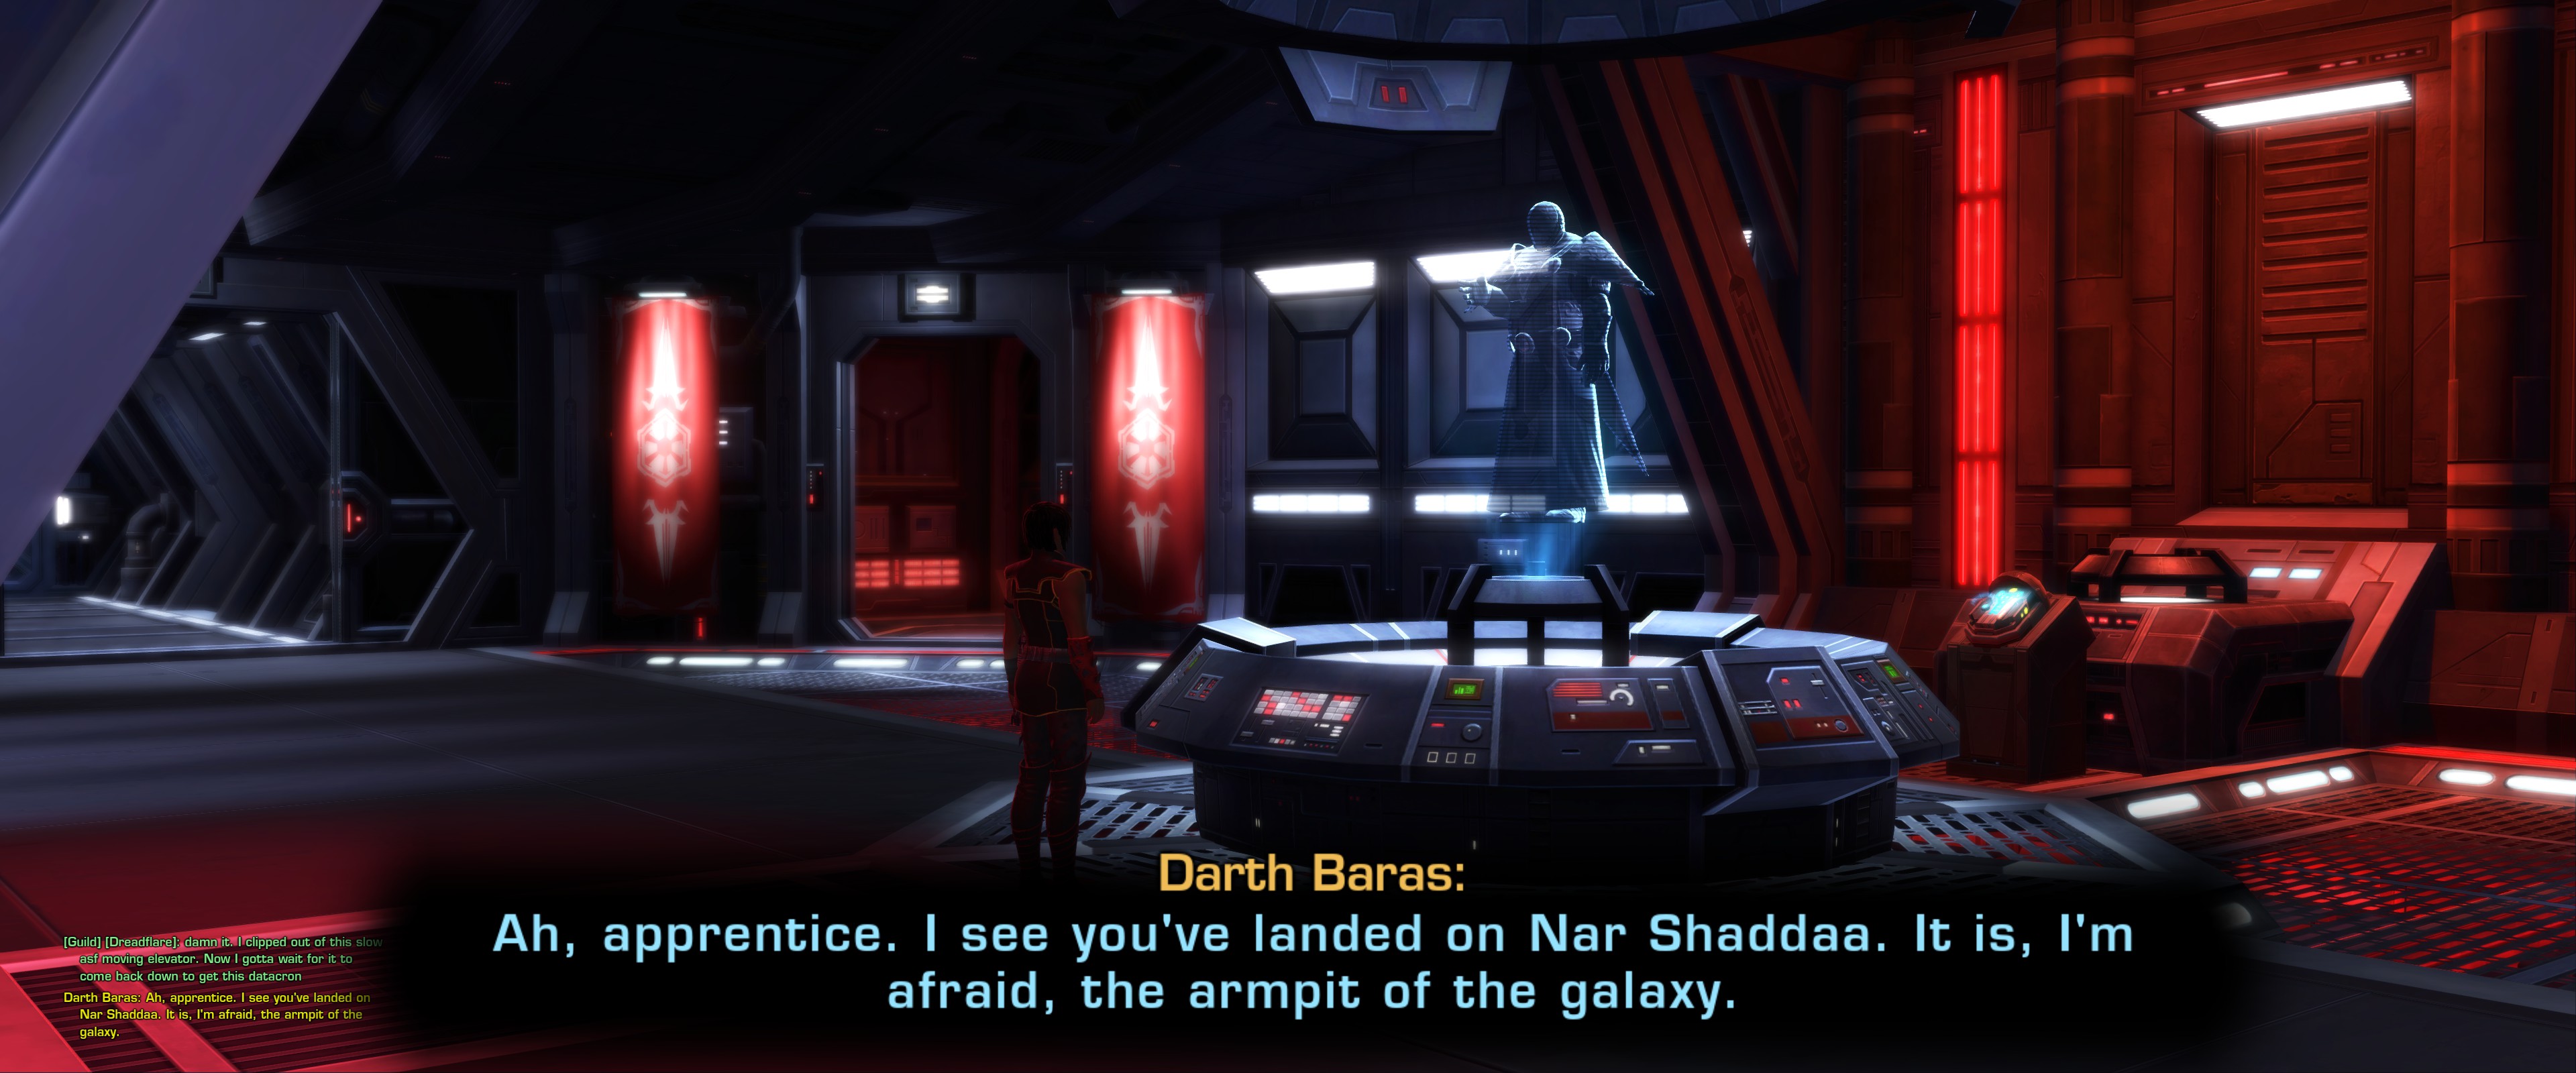 Darth Baras:
Ah, apprentice. I see you've landed on Nar Shaddaa. It is, I'm
afraid, the armpit of the galaxy.
[Guild] [Dreadflare]: damn it. I clipped out of this slow
asf moving elevator. Now I gotta wait for it to
come back down to get this datacron
Darth Baras: Ah, apprentice. I see you've landed on
Nar Shaddaa. It is, I'm afraid, the armpit of the
galaxy.